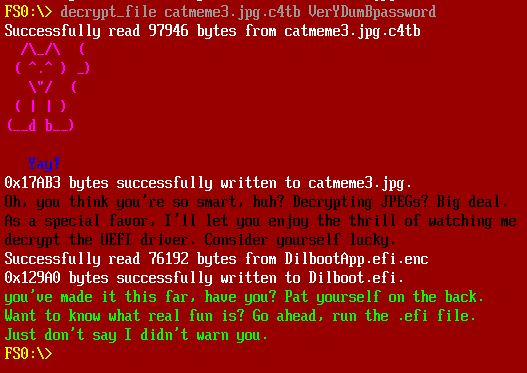 FS0:\> decrypt_file catmeme3.jpg.c4tb VerYDumBpassword
Successfully read 97946 bytes from catmeme3.jpg.c4tb
  /\_/\  (
 ( ^.^ ) _)
   \"/  (
 ( | | )
(__d b__)
   Yay!
0x17AB3 bytes successfully written to catmeme3.jpg.
Oh, you think you're so smart, huh? Decrypting JPEGs? Big deal.
As a special favor, I'll let you enjoy the thrill of watching me
decrypt the UEFI driver. Consider yourself lucky.
Successfully read 76192 bytes from DilbootApp.efi.enc
0x129A0 bytes successfully written to Dilboot.efi.
you've made it this far, have you? Pat yourself on the back.
Want to know what real fun is? Go ahead, run the .efi file.
Just don't say I didn't warn you.
FS0:\>